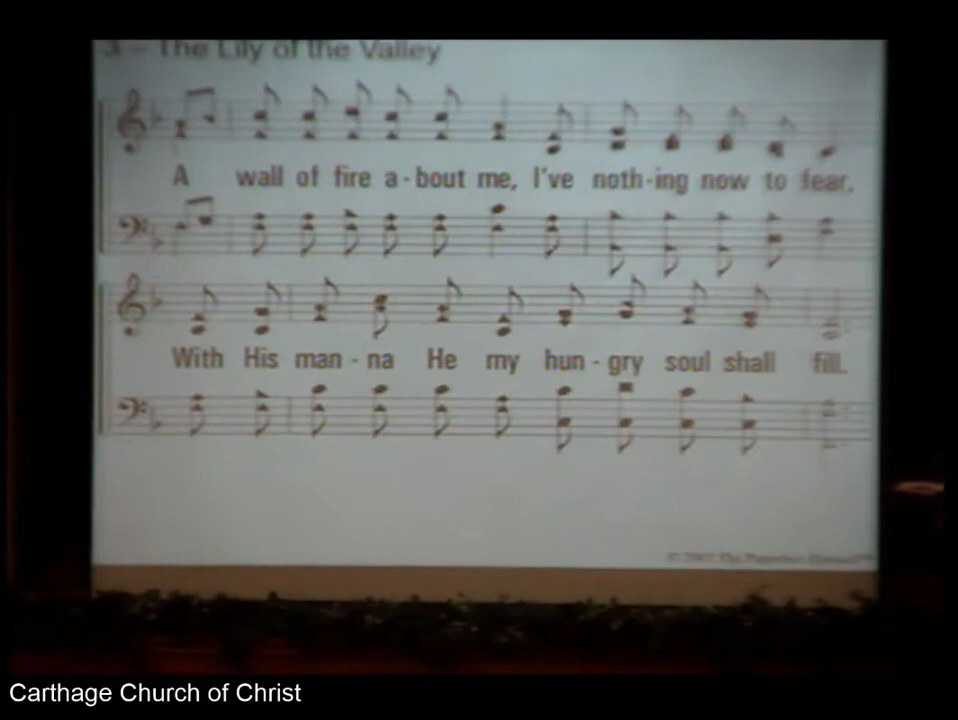 3 - The Lily of the Valley
A wall of fire a - bout me, I've noth - ing now to fear,
With His man - na He my hun - gry soul shall fill.
Carthage Church of Christ